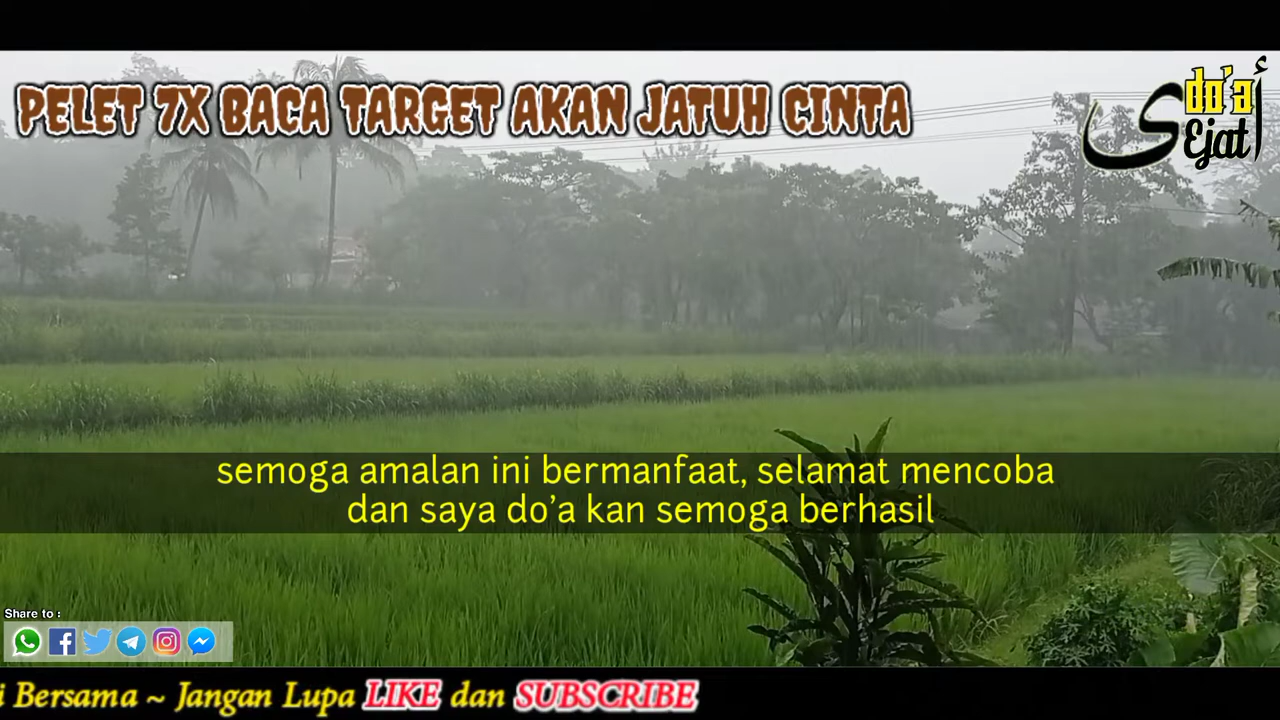 PELET 7X BACA TARGET AKAN JATUH CINTA
do'a
Ejati
semoga amalan ini bermanfaat, selamat mencoba
dan saya do'a kan semoga berhasil
Share to :
i Bersama ~ Jangan Lupa LIKE dan SUBSCRIBE